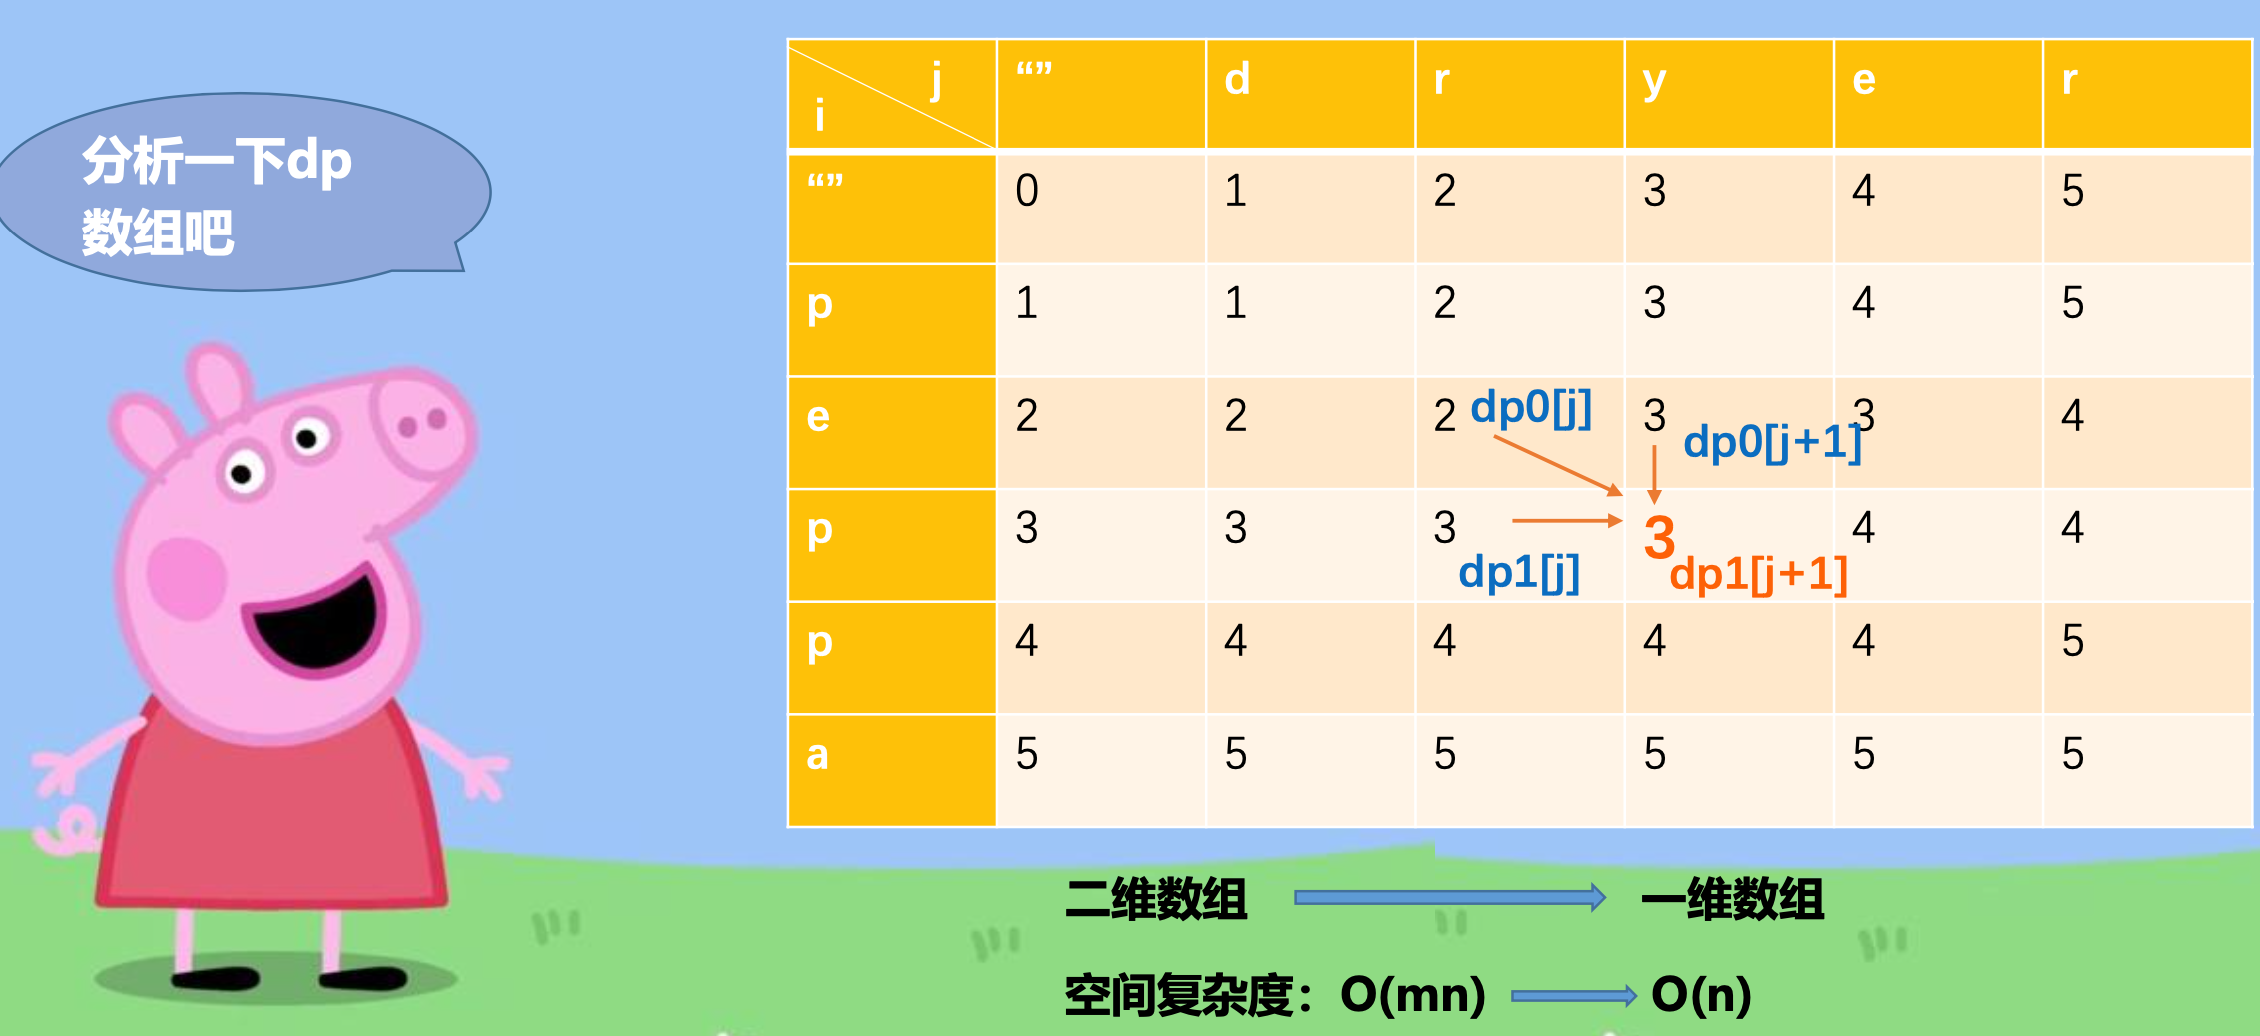 分析一下dp
数组吧
j
i
“” d r y e r
“” 0 1 2 3 4 5
p 1 1 2 3 4 5
e 2 2 2 3 3 4
dp0[j]
dp0[j+1]
p 3 3 3 3 4 4
dp1[j]
dp1[j+1]
p 4 4 4 4 4 5
a 5 5 5 5 5 5
二维数组 一维数组
空间复杂度：O(mn) O(n)